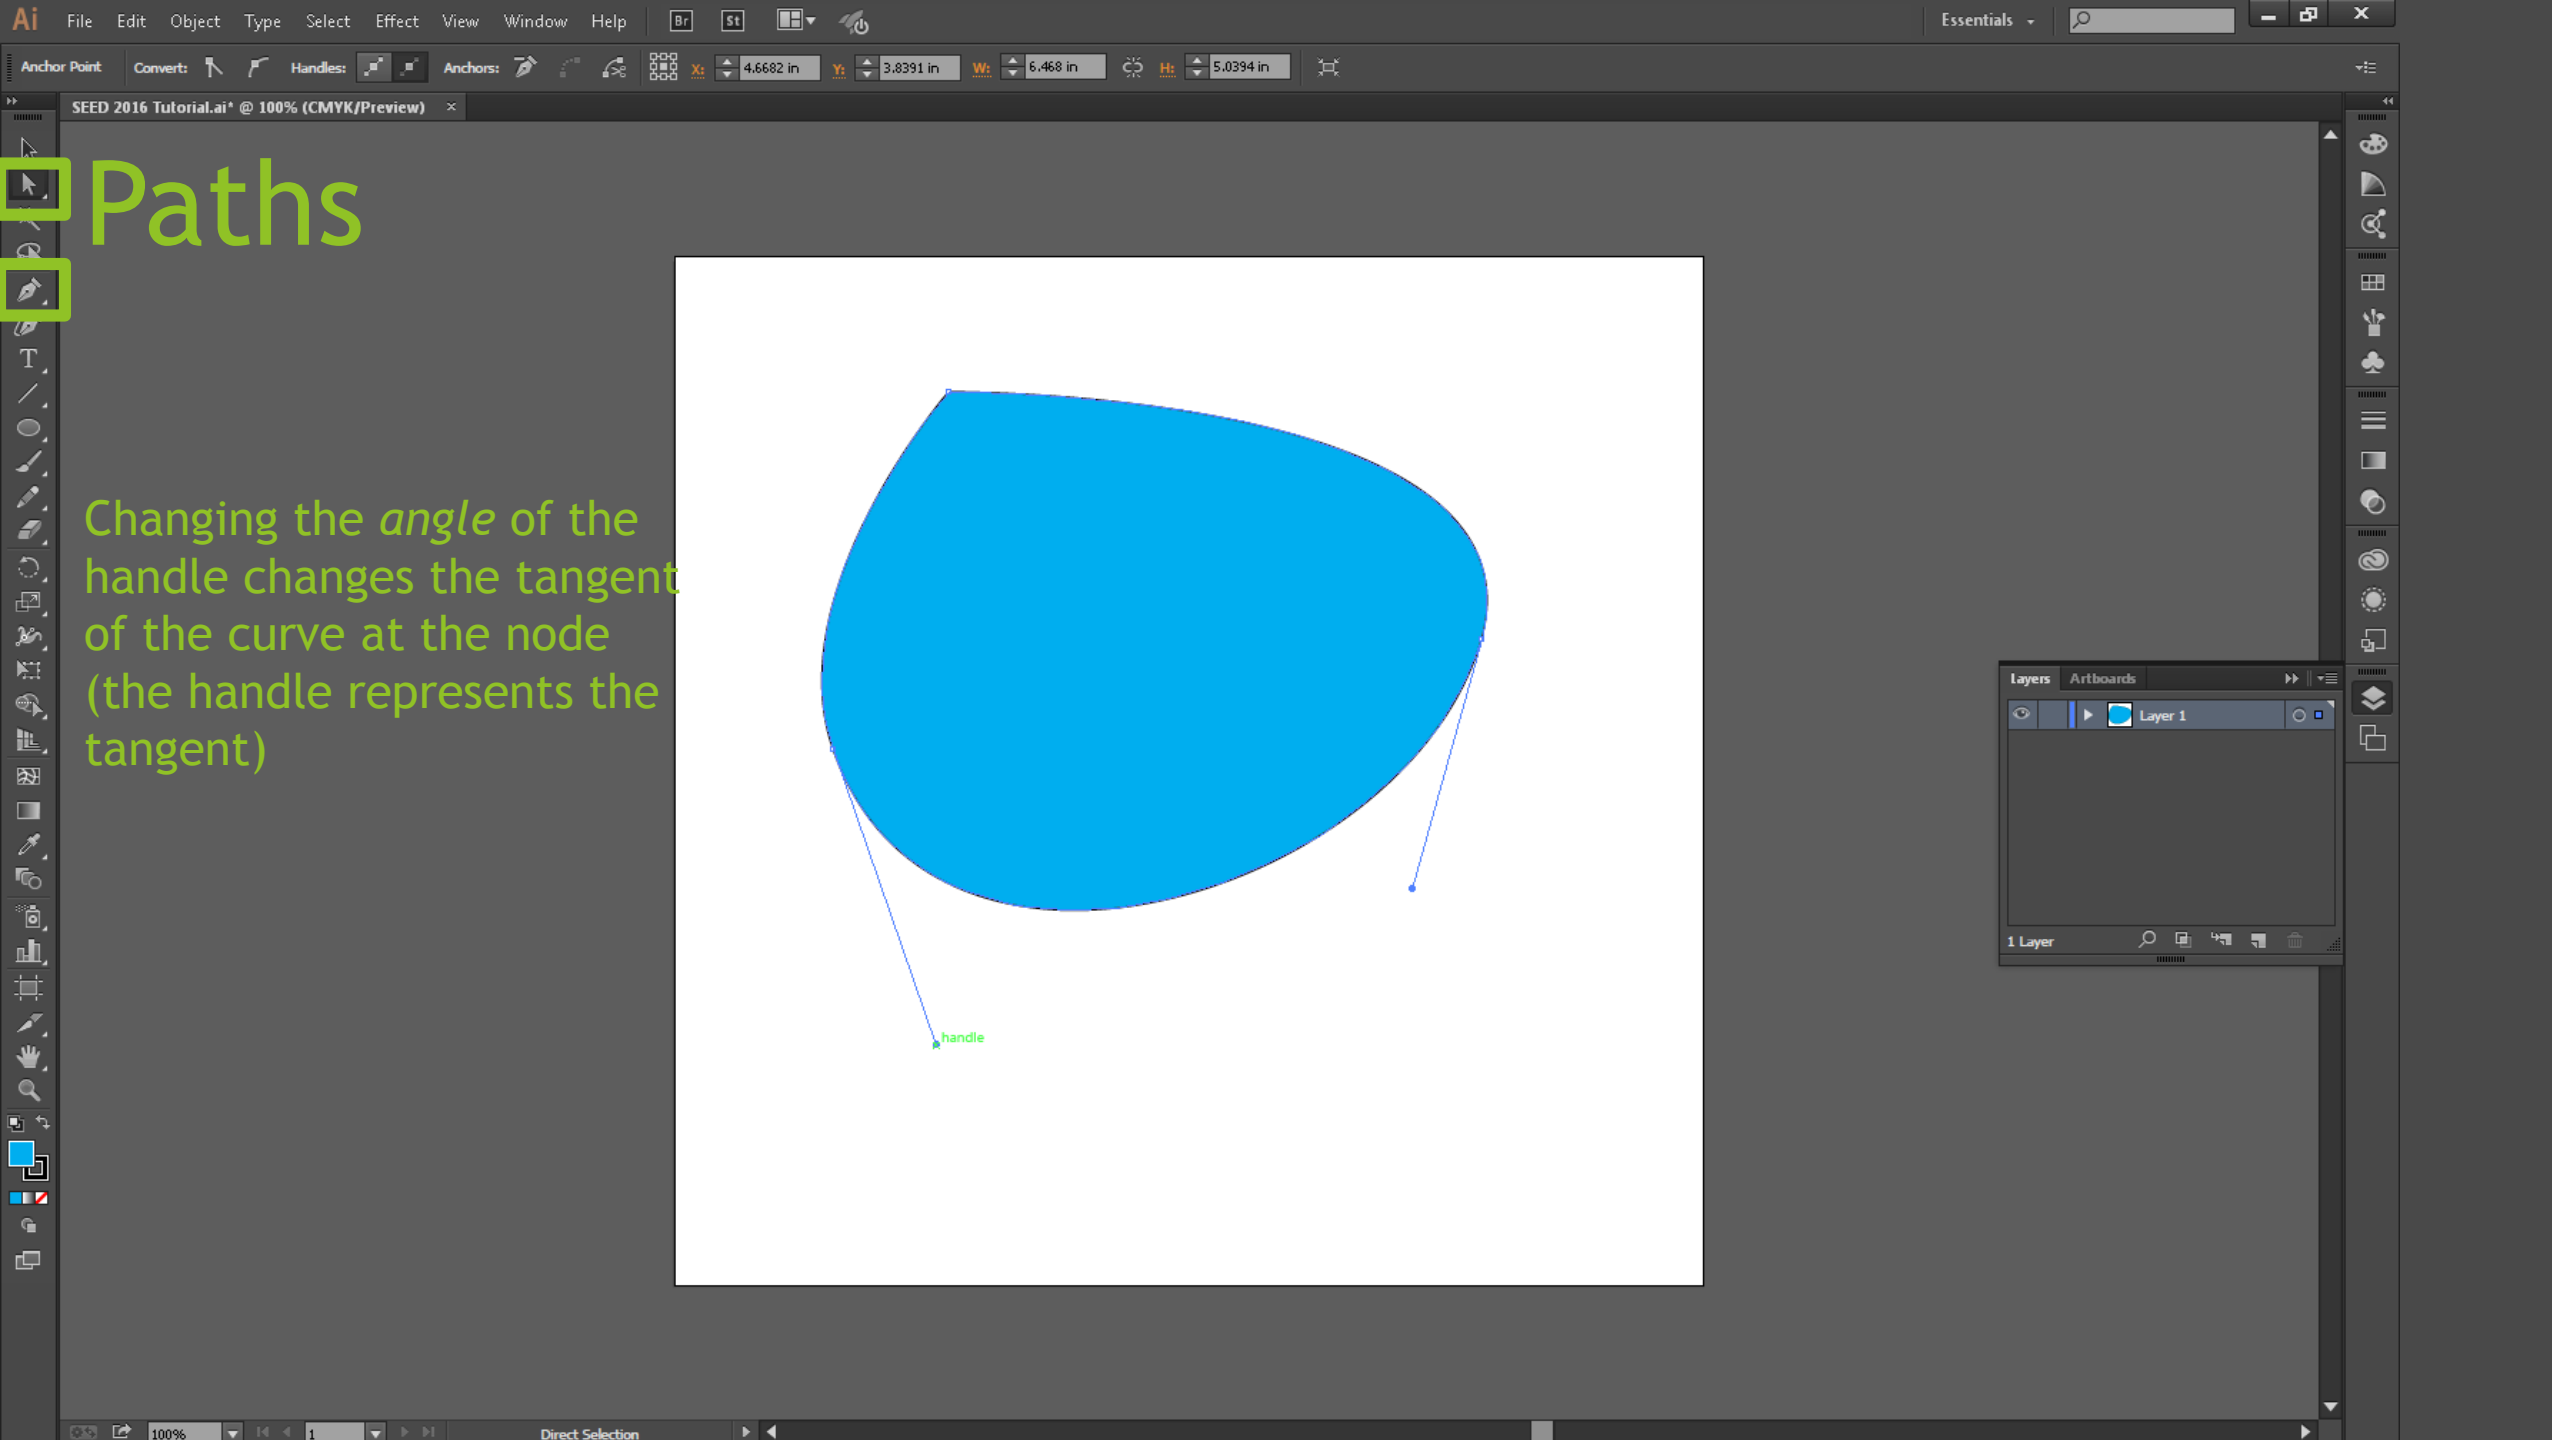 Ai File Edit Object Type Select Effect View Window Help Br St Essentials
Anchor Point Convert: Handles: Anchors: X: 4.6682 in Y: 3.8391 in W: 6.468 in H: 5.0394 in
SEED 2016 Tutorial.ai* @ 100% (CMYK/Preview) ×
Paths
Changing the angle of the
handle changes the tangent
of the curve at the node
(the handle represents the
tangent)
T
handle
Layers Artboards
Layer 1
1 Layer
100% 1 Direct Selection